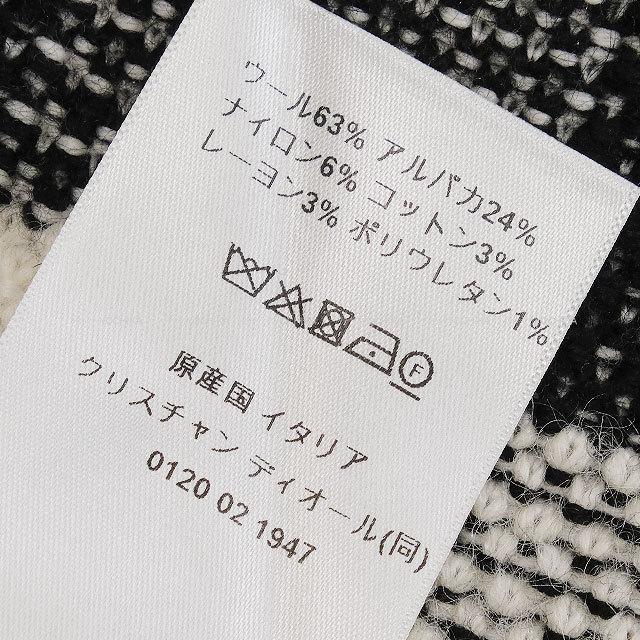 ウール63% アルパカ24%
ナイロン6% コットン3%
レーヨン3% ポリウレタン1%
F
原産国 イタリア
クリスチャン ディオール(同)
0120 02 1947